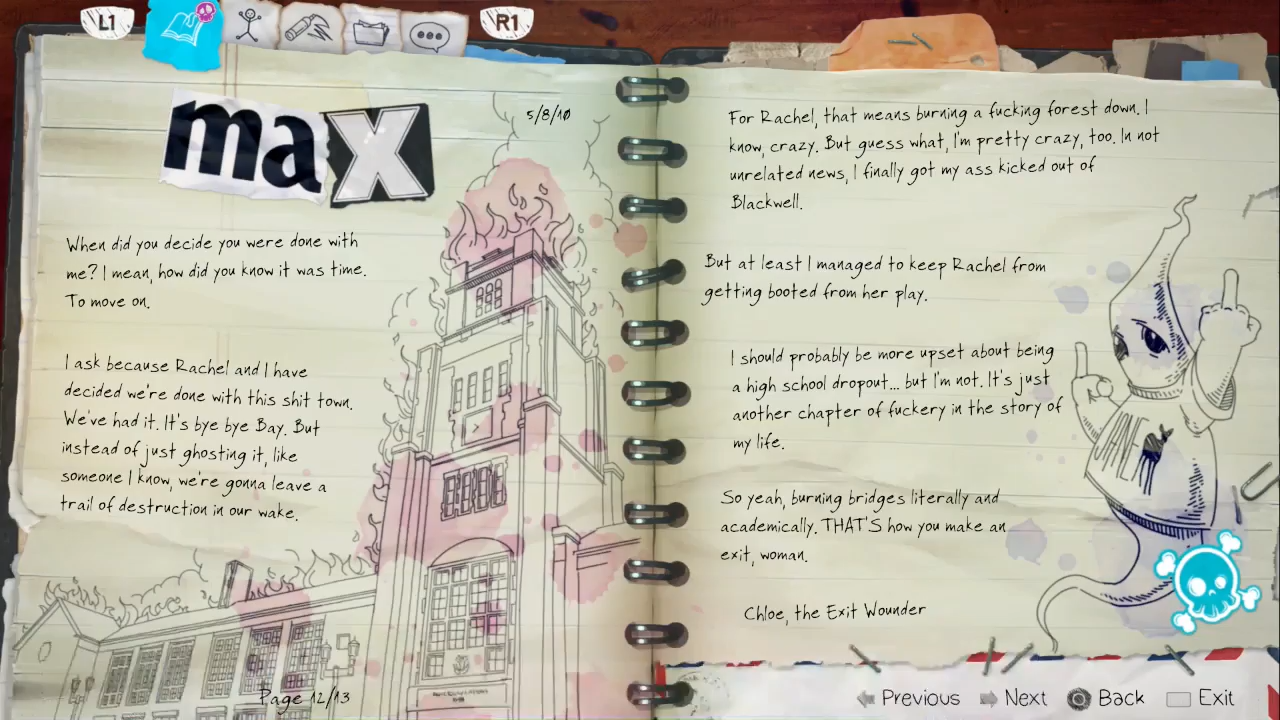 L1
R1
max
5/8/10
When did you decide you were done with
me? I mean, how did you know it was time.
To move on.
I ask because Rachel and I have
decided we're done with this shit town.
We've had it. It's bye bye Bay. But
instead of just ghosting it, like
someone I know, we're gonna leave a
trail of destruction in our wake.
Page 12/13
For Rachel, that means burning a fucking forest down. I
know, crazy. But guess what, I'm pretty crazy, too. In not
unrelated news, I finally got my ass kicked out of
Blackwell.
But at least I managed to keep Rachel from
getting booted from her play.
I should probably be more upset about being
a high school dropout... but I'm not. It's just
another chapter of fuckery in the story of
my life.
So yeah, burning bridges literally and
academically. THAT'S how you make an
exit, woman.
Chloe, the Exit Wounder
Previous
Next
Back
Exit